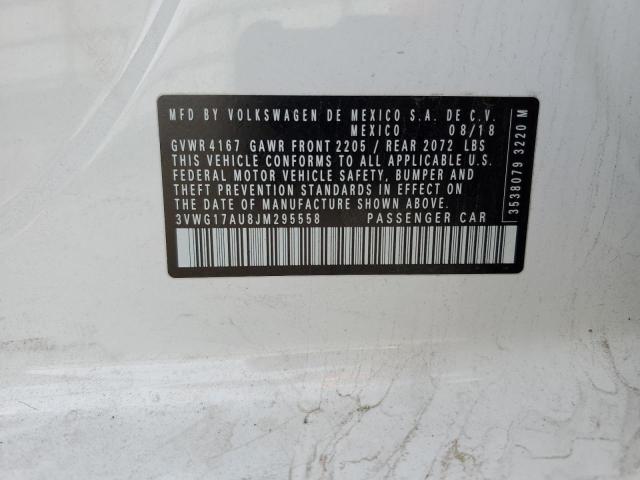 MFD BY VOLKSWAGEN DE MEXICO S.A. DE C.V.
MEXICO 08/18
GVWR 4167 GAWR FRONT 2205 / REAR 2072 LBS
THIS VEHICLE CONFORMS TO ALL APPLICABLE U.S.
FEDERAL MOTOR VEHICLE SAFETY, BUMPER AND
THEFT PREVENTION STANDARDS IN EFFECT ON
THE DATE OF MANUFACTURE SHOWN ABOVE.
3VWG17AU8JM295558 PASSENGER CAR
3538079 3220 M